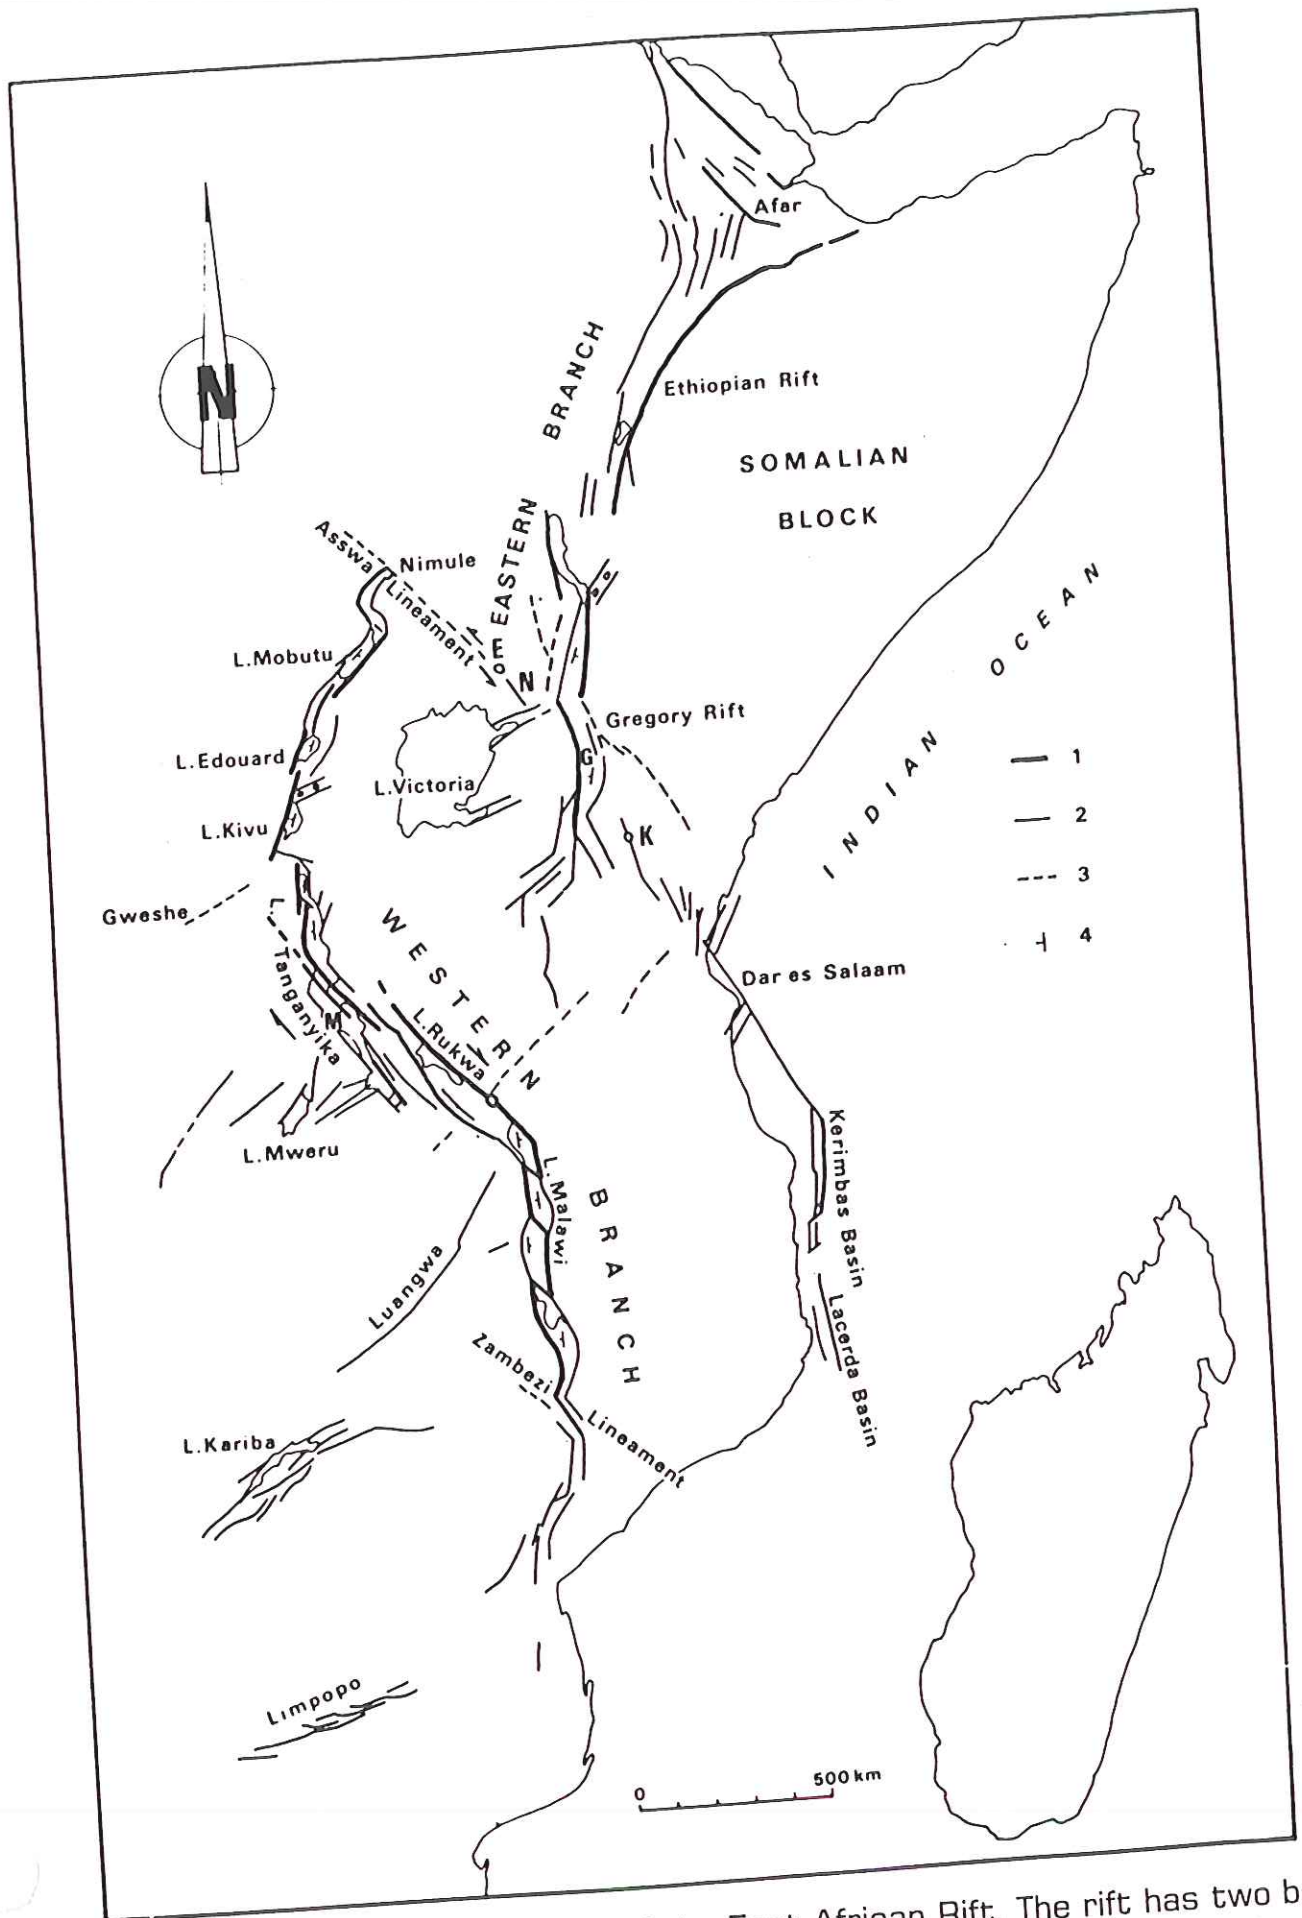 Afar
BRANCH
Ethiopian Rift
SOMALIAN
BLOCK
N
EASTERN
Asswa Lineament
Nimule
INDIAN OCEAN
E
L.Mobutu
N
Gregory Rift
L.Edouard
G
1
L.Victoria
2
L.Kivu
K
3
Gweshe
L. Tanganyika
WESTERN
4
Dar es Salaam
M
L.Rukwa
L.Mweru
Kerimbas Basin
L.Malawi
BRANCH
Luangwa
Lacerda Basin
Zambezi Lineament
L.Kariba
Limpopo
0
500 km
East African Rift. The rift has two b